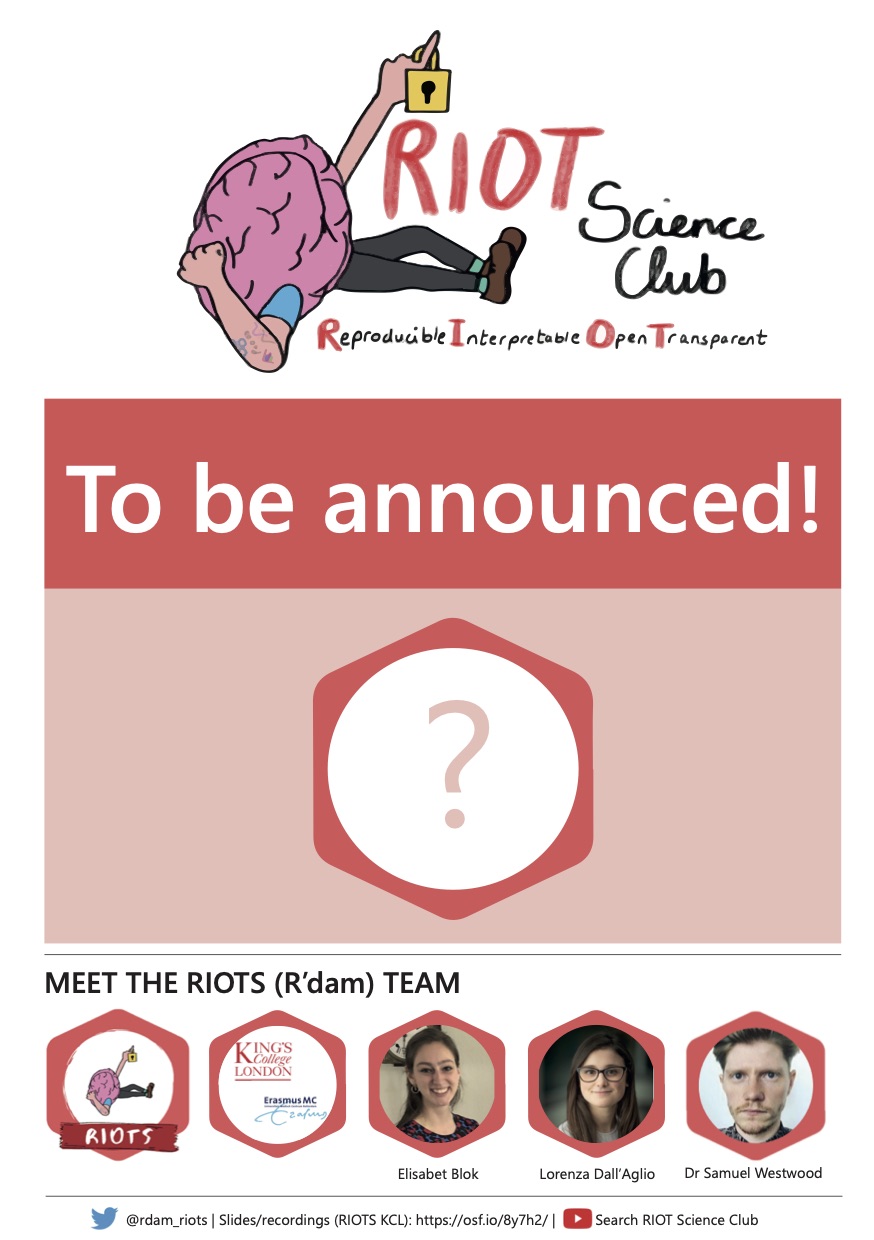 RIOT
Science
Club
Reproducible Interpretable Open Transparent
To be announced!
?
MEET THE RIOTS (R'dam) TEAM
RIOTS
KING'S
College
LONDON
Erasmus MC
Erasmus
Elisabet Blok
Lorenza Dall'Aglio
Dr Samuel Westwood
@rdam_riots | Slides/recordings (RIOTS KCL): https://osf.io/8y7h2/ | Search RIOT Science Club